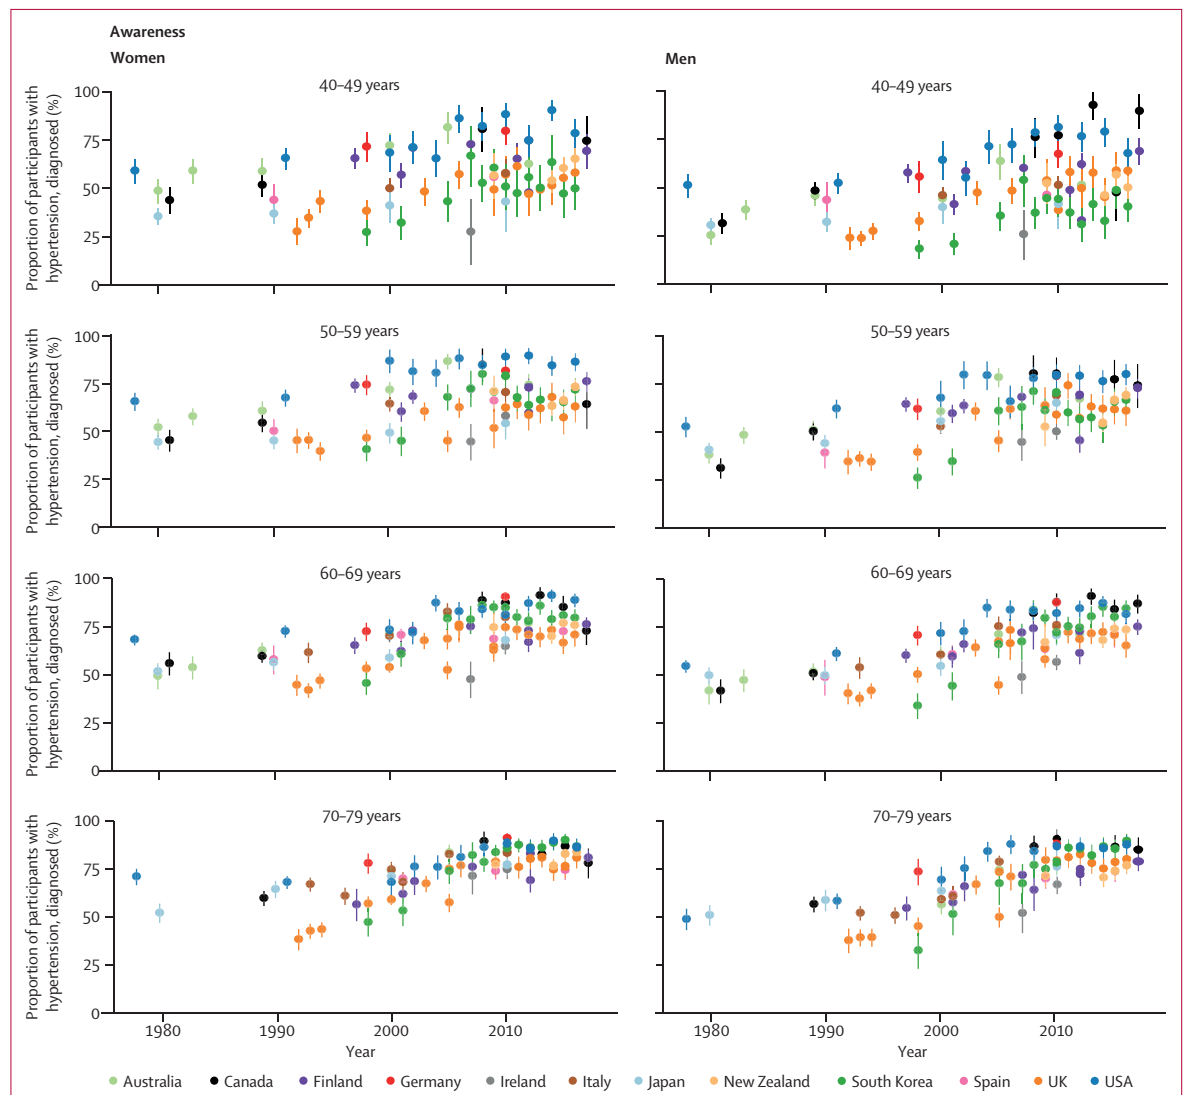 Awareness
Women
Men
Proportion of participants with
hypertension, diagnosed (%)
40–49 years
100
75
50
25
0
40–49 years
Proportion of participants with
hypertension, diagnosed (%)
50–59 years
100
75
50
25
0
50–59 years
Proportion of participants with
hypertension, diagnosed (%)
60–69 years
100
75
50
25
0
60–69 years
Proportion of participants with
hypertension, diagnosed (%)
70–79 years
100
75
50
25
0
70–79 years
1980 1990 2000 2010
Year
1980 1990 2000 2010
Year
Australia Canada Finland Germany Ireland Italy Japan New Zealand South Korea Spain UK USA